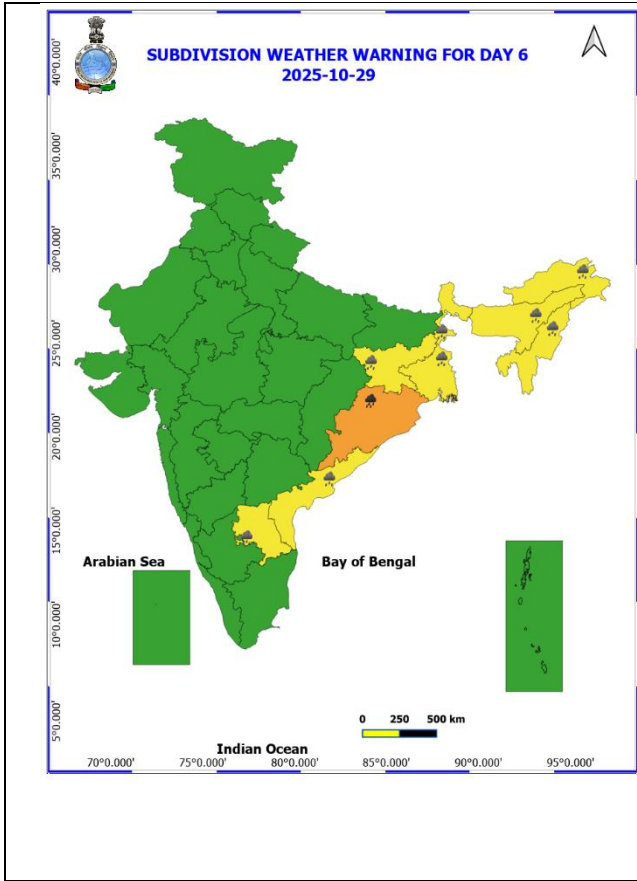 SUBDIVISION WEATHER WARNING FOR DAY 6
2025-10-29
40°0.000'
35°0.000'
30°0.000'
25°0.000'
20°0.000'
15°0.000'
10°0.000'
5°0.000'
Arabian Sea
Bay of Bengal
0 250 500 km
Indian Ocean
70°0.000' 75°0.000' 80°0.000' 85°0.000' 90°0.000' 95°0.000'